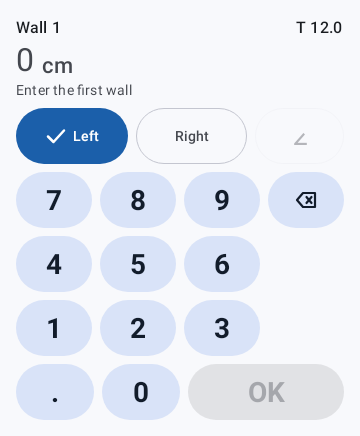 Wall 1 T 12.0
0 cm
Enter the first wall
Left Right
7 8 9
4 5 6
1 2 3
. 0 OK